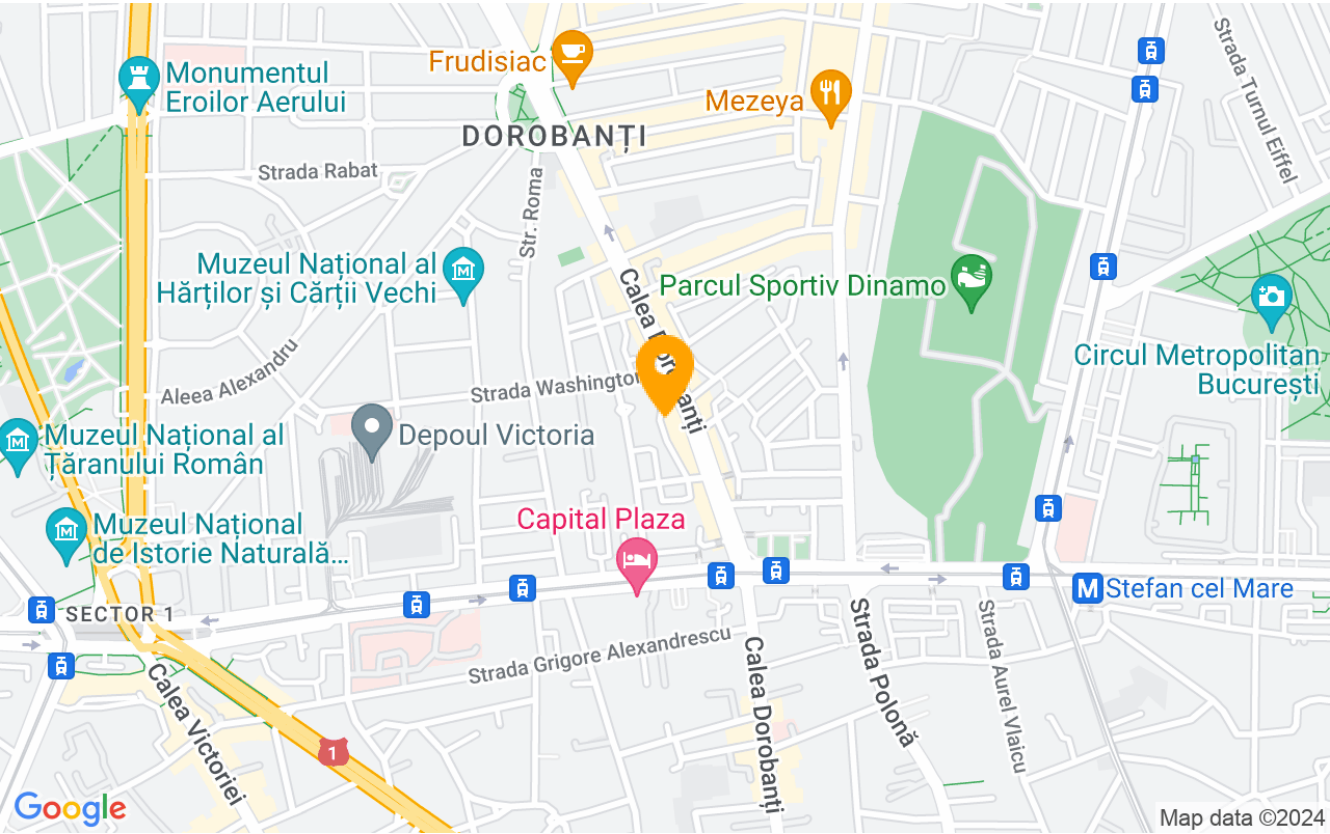 Frudisiac
Monumentul
Eroilor Aerului
Mezeya
Strada Turnul Eiffel
DOROBANȚI
Strada Rabat
Str. Roma
Muzeul Național al
Hărților și Cărții Vechi
Calea Dorobanți
Parcul Sportiv Dinamo
Circul Metropolitan
București
Aleea Alexandru
Strada Washington
Muzeul Național al
Țăranului Român
Depoul Victoria
Muzeul Național
de Istorie Naturală...
Capital Plaza
M Stefan cel Mare
SECTOR 1
Strada Grigore Alexandrescu
Calea Victoriei
Calea Dorobanți
Strada Polonă
Strada Aurel Vlaicu
1
Google
Map data ©2024